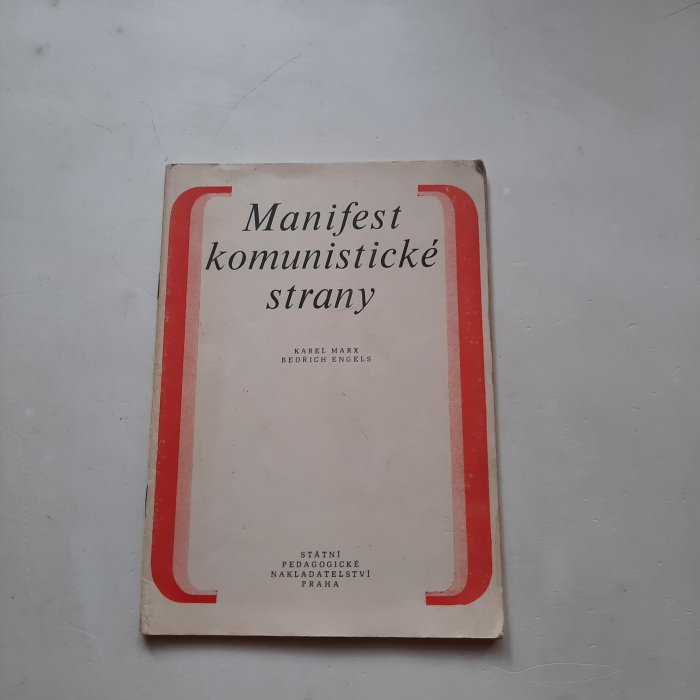 Manifest
komunistické
strany
KAREL MARX
BEDŘICH ENGELS
STÁTNÍ
PEDAGOGICKÉ
NAKLADATELSTVÍ
PRAHA